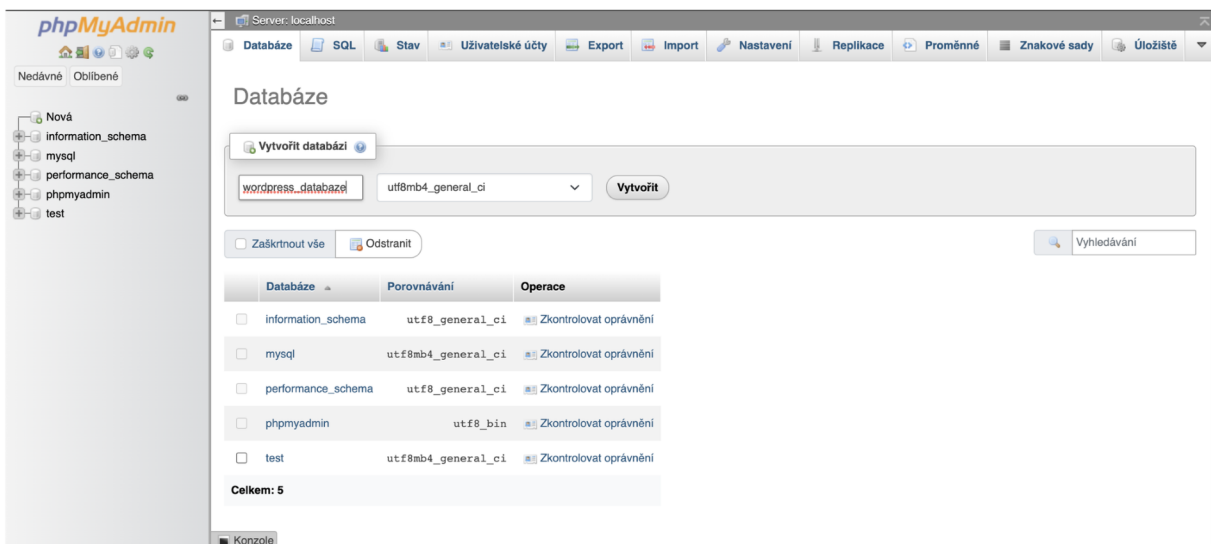 phpMyAdmin
Nedávné Oblíbené
Nová
information_schema
mysql
performance_schema
phpmyadmin
test
Server: localhost
Databáze SQL Stav Uživatelské účty Export Import Nastavení Replikace Proměnné Znakové sady Úložiště
Databáze
Vytvořit databázi
wordpress_databaze utf8mb4_general_ci Vytvořit
Zaškrtnout vše Odstranit Vyhledávání
Databáze Porovnávání Operace
information_schema utf8_general_ci Zkontrolovat oprávnění
mysql utf8mb4_general_ci Zkontrolovat oprávnění
performance_schema utf8_general_ci Zkontrolovat oprávnění
phpmyadmin utf8_bin Zkontrolovat oprávnění
test utf8mb4_general_ci Zkontrolovat oprávnění
Celkem: 5
Konzole